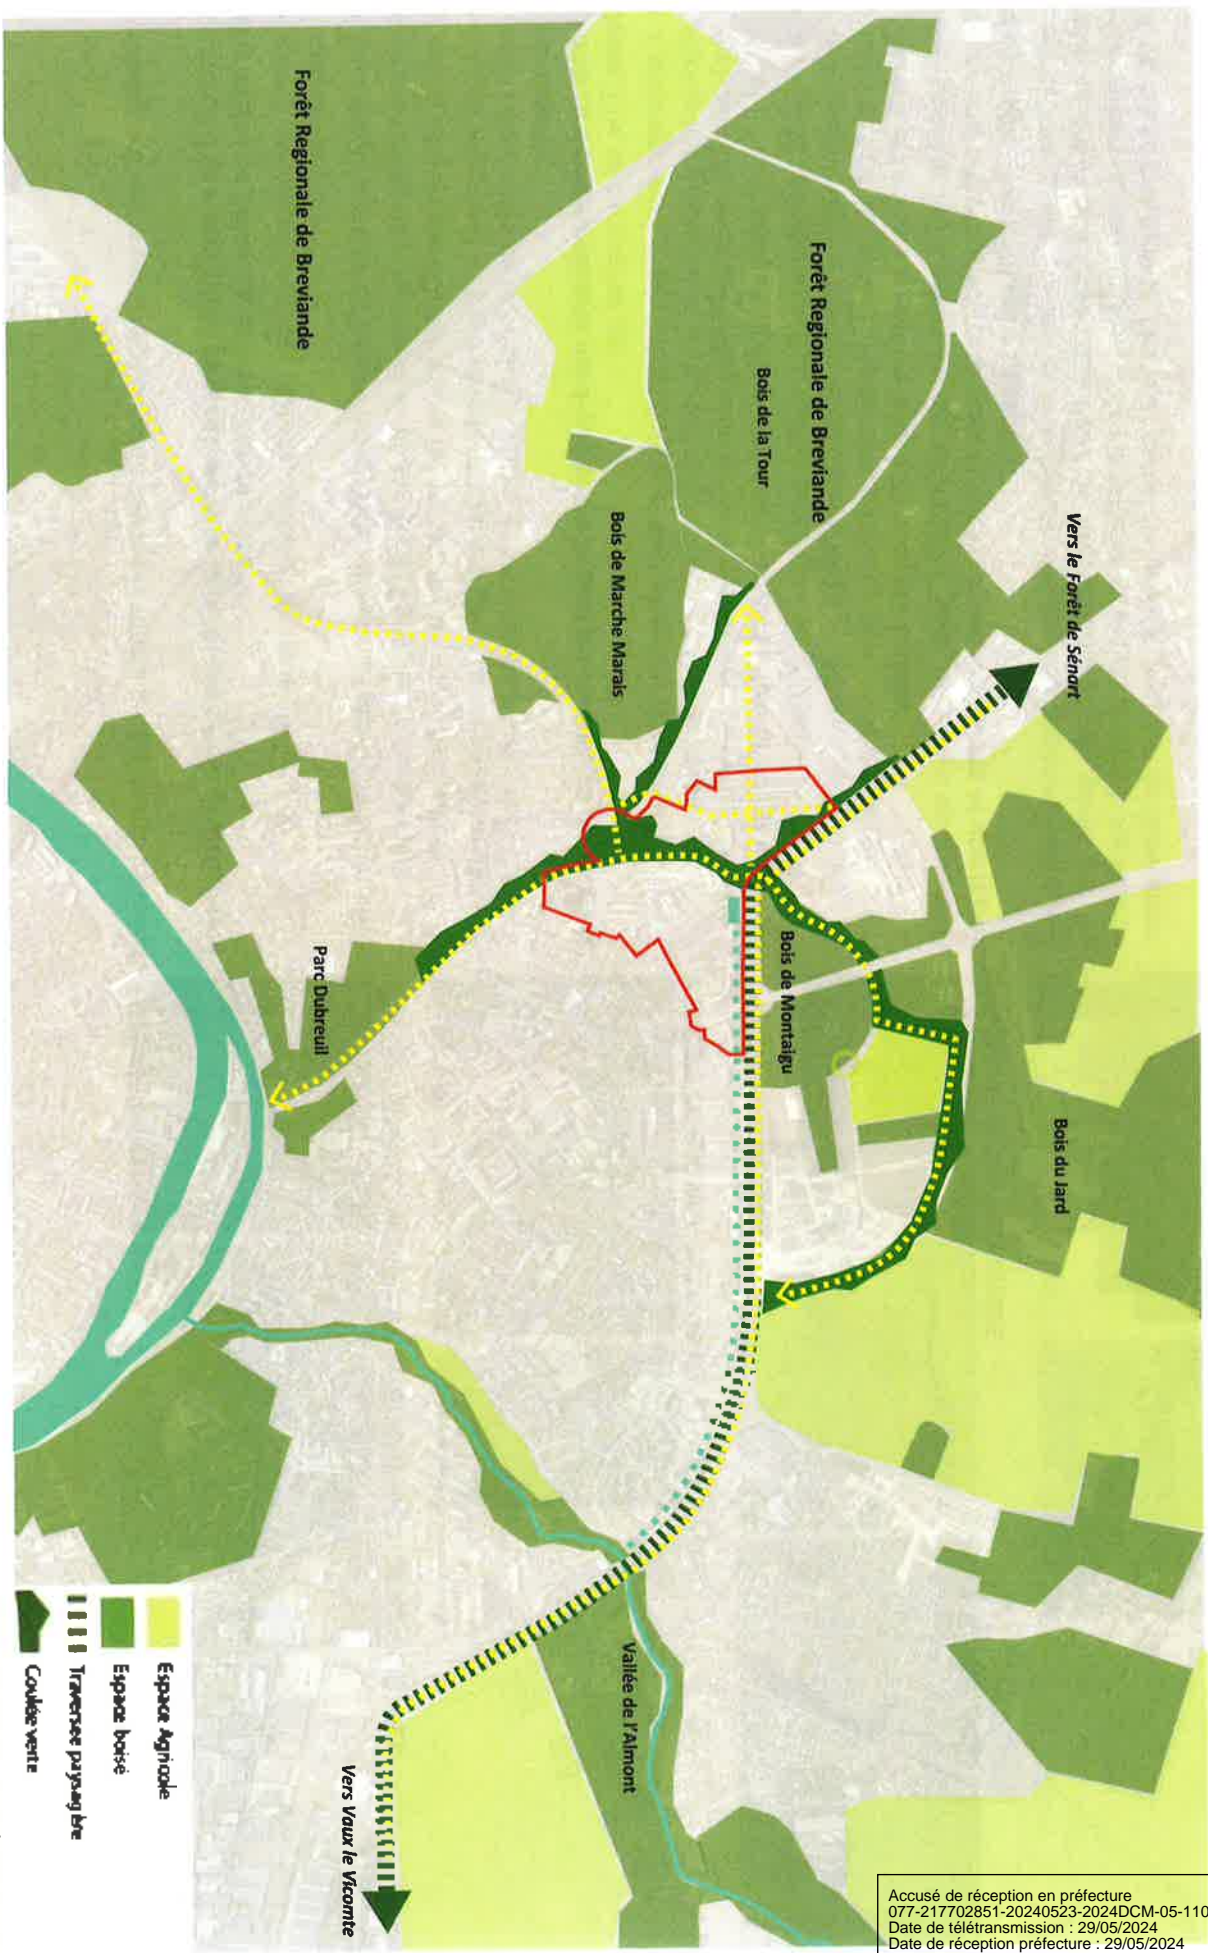 Forêt Regionale de Breviande
Forêt Regionale de Breviande
Bois de la Tour
Bois de Marche Marais
Vers le Forêt de Sénart
Bois de Montaigu
Bois du Jard
Parc Dubreuil
Vallée de l'Almont
Vers Vaux le Vicomte
Espace Agricole
Espace boisé
Traversee paysagère
Coulée verte
Accusé de réception en préfecture
077-217702851-20240523-2024DCM-05-110
Date de télétransmission : 29/05/2024
Date de réception préfecture : 29/05/2024